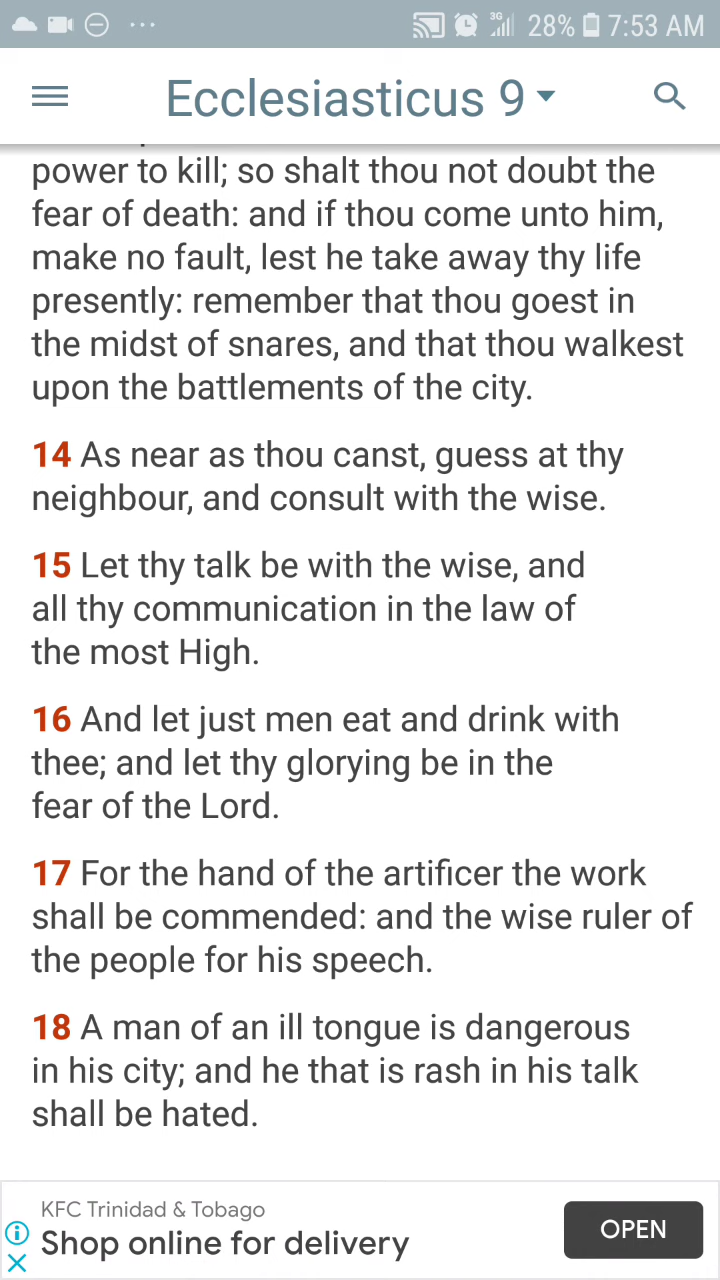 3G 28% 7:53 AM
Ecclesiasticus 9
power to kill; so shalt thou not doubt the
fear of death: and if thou come unto him,
make no fault, lest he take away thy life
presently: remember that thou goest in
the midst of snares, and that thou walkest
upon the battlements of the city.
14 As near as thou canst, guess at thy
neighbour, and consult with the wise.
15 Let thy talk be with the wise, and
all thy communication in the law of
the most High.
16 And let just men eat and drink with
thee; and let thy glorying be in the
fear of the Lord.
17 For the hand of the artificer the work
shall be commended: and the wise ruler of
the people for his speech.
18 A man of an ill tongue is dangerous
in his city; and he that is rash in his talk
shall be hated.
KFC Trinidad & Tobago
Shop online for delivery
OPEN